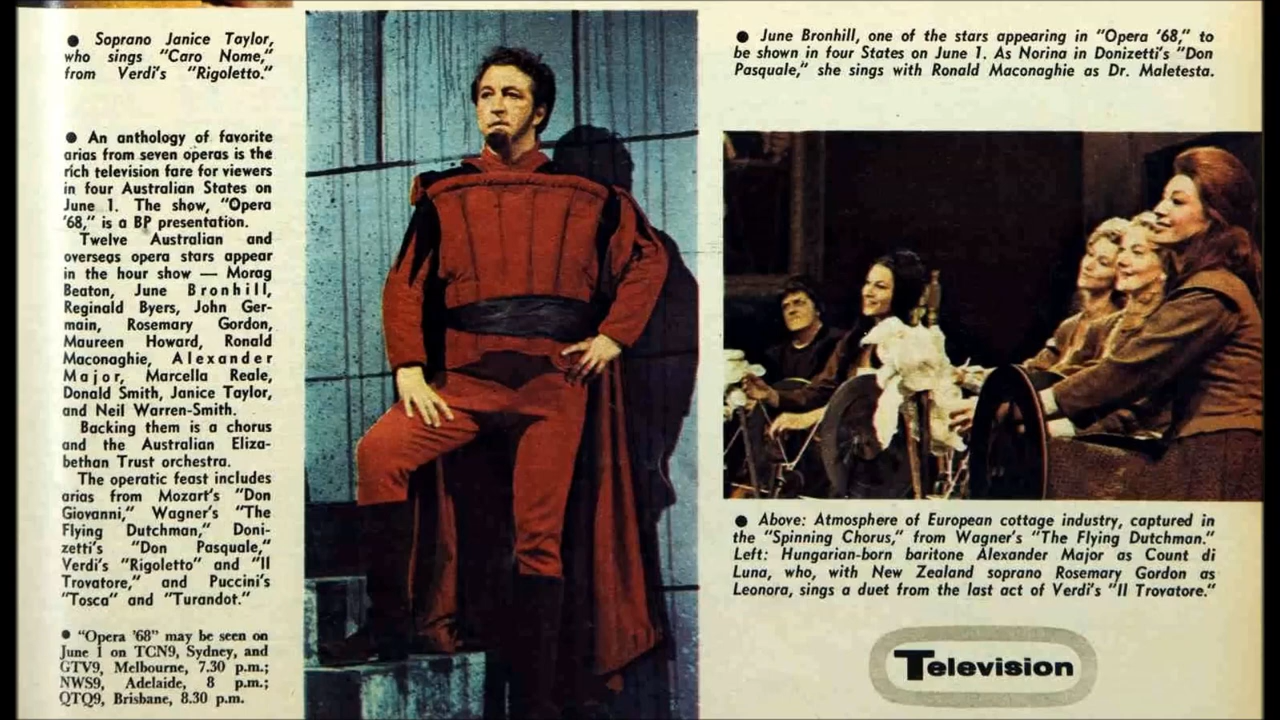 ● Soprano Janice Taylor,
who sings "Caro Nome,"
from Verdi's "Rigoletto."
● An anthology of favorite
arias from seven operas is the
rich television fare for viewers
in four Australian States on
June 1. The show, "Opera
'68," is a BP presentation.
Twelve Australian and
overseas opera stars appear
in the hour show — Morag
Beaton, June Bronhill,
Reginald Byers, John Ger-
main, Rosemary Gordon,
Maureen Howard, Ronald
Maconaghie, Alexander
Major, Marcella Reale,
Donald Smith, Janice Taylor,
and Neil Warren-Smith.
Backing them is a chorus
and the Australian Eliza-
bethan Trust orchestra.
The operatic feast includes
arias from Mozart's "Don
Giovanni," Wagner's "The
Flying Dutchman," Doni-
zetti's "Don Pasquale,"
Verdi's "Rigoletto" and "Il
Trovatore," and Puccini's
"Tosca" and "Turandot."
● "Opera '68" may be seen on
June 1 on TCN9, Sydney, and
GTV9, Melbourne, 7.30 p.m.;
NWS9, Adelaide, 8 p.m.;
QTQ9, Brisbane, 8.30 p.m.
● June Bronhill, one of the stars appearing in "Opera '68," to
be shown in four States on June 1. As Norina in Donizetti's "Don
Pasquale," she sings with Ronald Maconaghie as Dr. Maletesta.
● Above: Atmosphere of European cottage industry, captured in
the "Spinning Chorus," from Wagner's "The Flying Dutchman."
Left: Hungarian-born baritone Alexander Major as Count di
Luna, who, with New Zealand soprano Rosemary Gordon as
Leonora, sings a duet from the last act of Verdi's "Il Trovatore."
Television